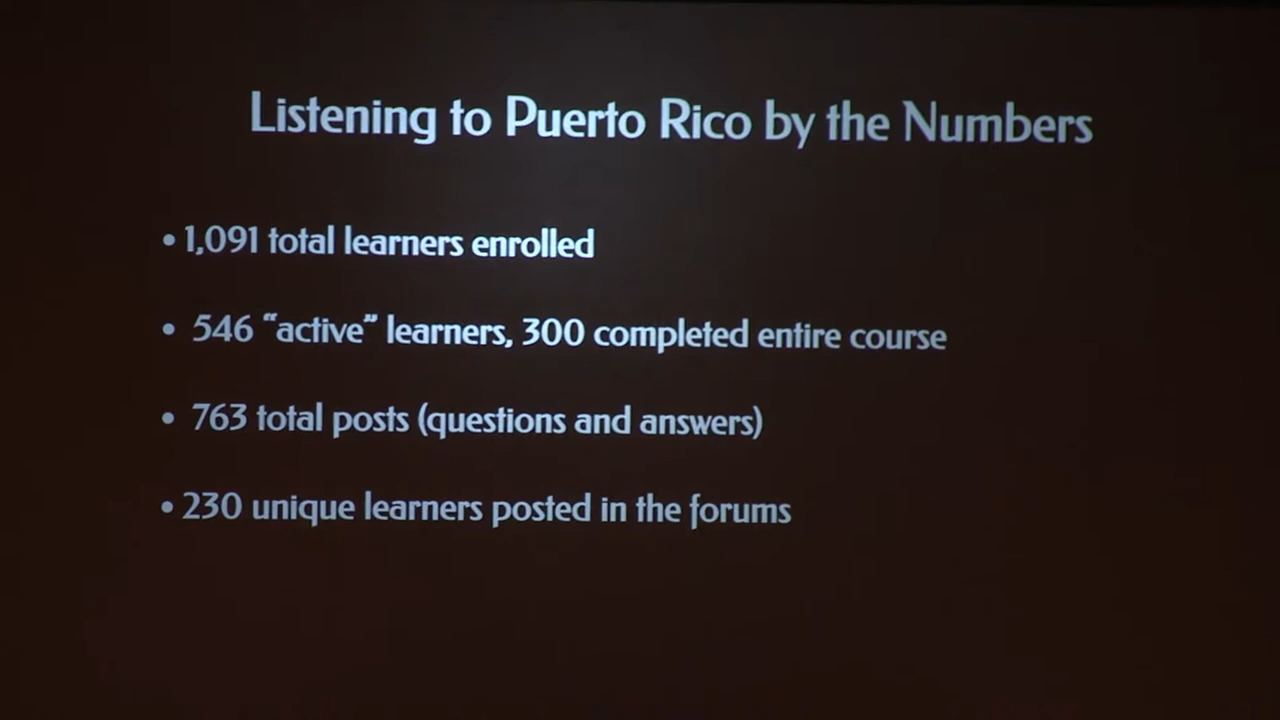 Listening to Puerto Rico by the Numbers
• 1,091 total learners enrolled
• 546 “active” learners, 300 completed entire course
• 763 total posts (questions and answers)
• 230 unique learners posted in the forums